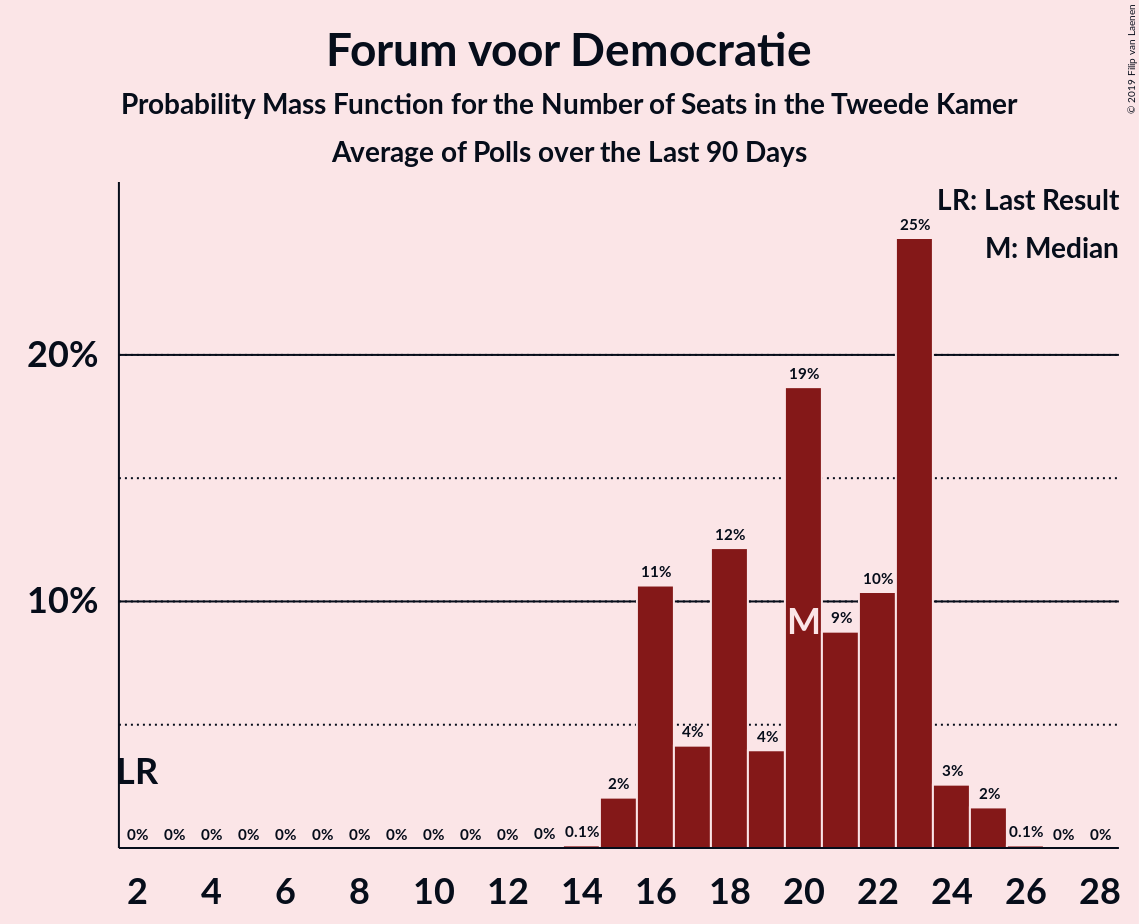 Forum voor Democratie
Probability Mass Function for the Number of Seats in the Tweede Kamer
Average of Polls over the Last 90 Days
© 2019 Filip van Laenen
LR: Last Result
M: Median
25%
20%
19%
12%
11%
10%
10%
M
9%
4%
4%
LR
3%
2%
2%
0% 0% 0% 0% 0% 0% 0% 0% 0% 0% 0% 0% 0.1% 0.1% 0% 0%
2 4 6 8 10 12 14 16 18 20 22 24 26 28